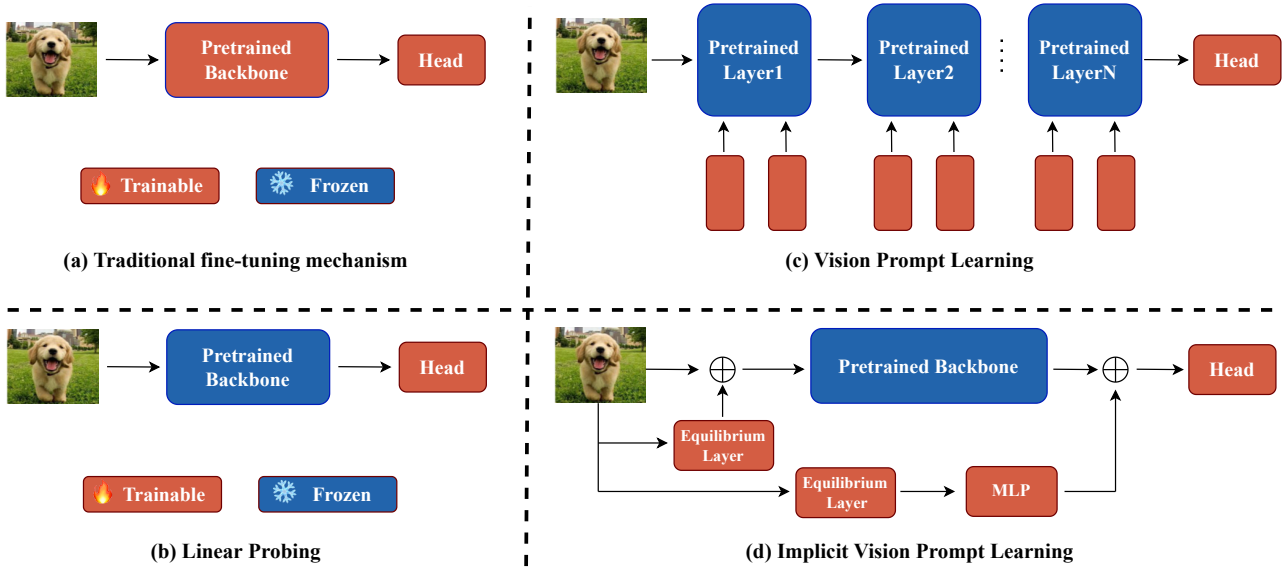 Pretrained
Backbone
Head
Trainable
Frozen
(a) Traditional fine-tuning mechanism
Pretrained
Layer1
Pretrained
Layer2
Pretrained
LayerN
Head
(c) Vision Prompt Learning
Pretrained
Backbone
Head
Trainable
Frozen
(b) Linear Probing
Pretrained Backbone
Head
Equilibrium
Layer
Equilibrium
Layer
MLP
(d) Implicit Vision Prompt Learning